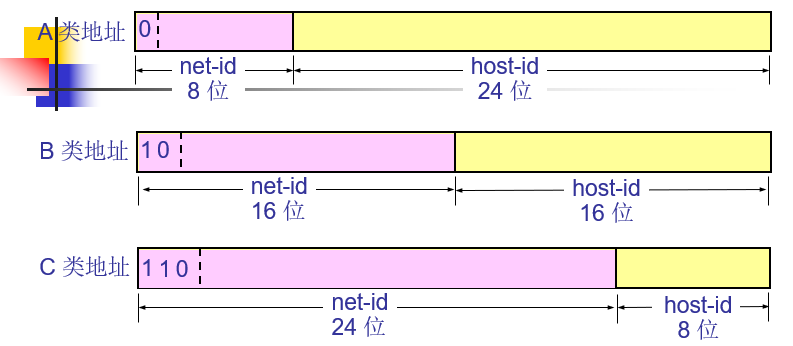 A 类地址
0
net-id
8 位
host-id
24 位
B 类地址
1 0
net-id
16 位
host-id
16 位
C 类地址
1 1 0
net-id
24 位
host-id
8 位